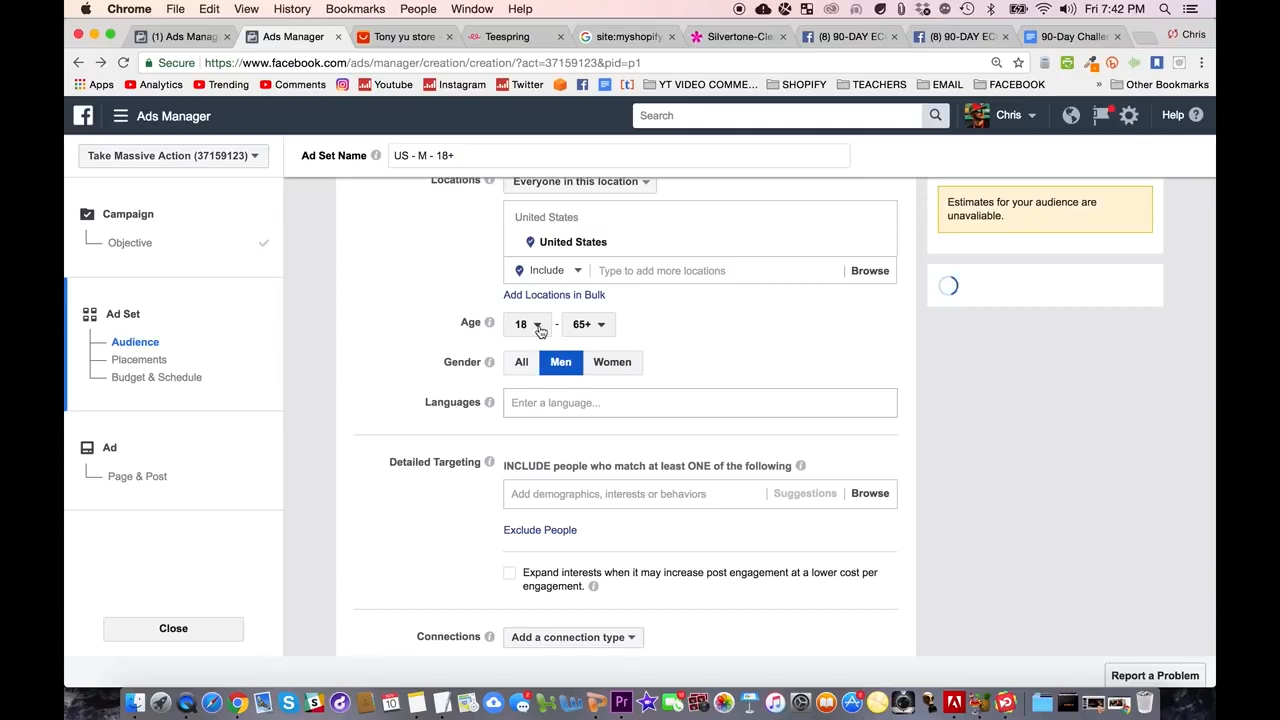 Chrome File Edit View History Bookmarks People Window Help Fri 7:42 PM
(1) Ads Manag Ads Manager Tony yu store - Teespring site:myshopify (8) 90-DAY EC (8) 90-DAY EC 90-Day Challen Chris
Secure https://www.facebook.com/ads/manager/creation/creation/?act=37159123&pid=p1
Apps Analytics Trending Comments Youtube Instagram Twitter [t] YT VIDEO COMME... SHOPIFY TEACHERS EMAIL FACEBOOK » Other Bookmarks
Ads Manager Search Chris Help
Take Massive Action (37159123) Ad Set Name US - M - 18+
Locations Everyone in this location
Campaign
Objective
Ad Set
Audience
Placements
Budget & Schedule
Ad
Page & Post
Close
United States
United States
Include Type to add more locations Browse
Add Locations in Bulk
Age 18 - 65+
Gender All Men Women
Languages Enter a language...
Detailed Targeting INCLUDE people who match at least ONE of the following
Add demographics, interests or behaviors Suggestions Browse
Exclude People
Expand interests when it may increase post engagement at a lower cost per
engagement.
Connections Add a connection type
Estimates for your audience are
unavailable.
Report a Problem